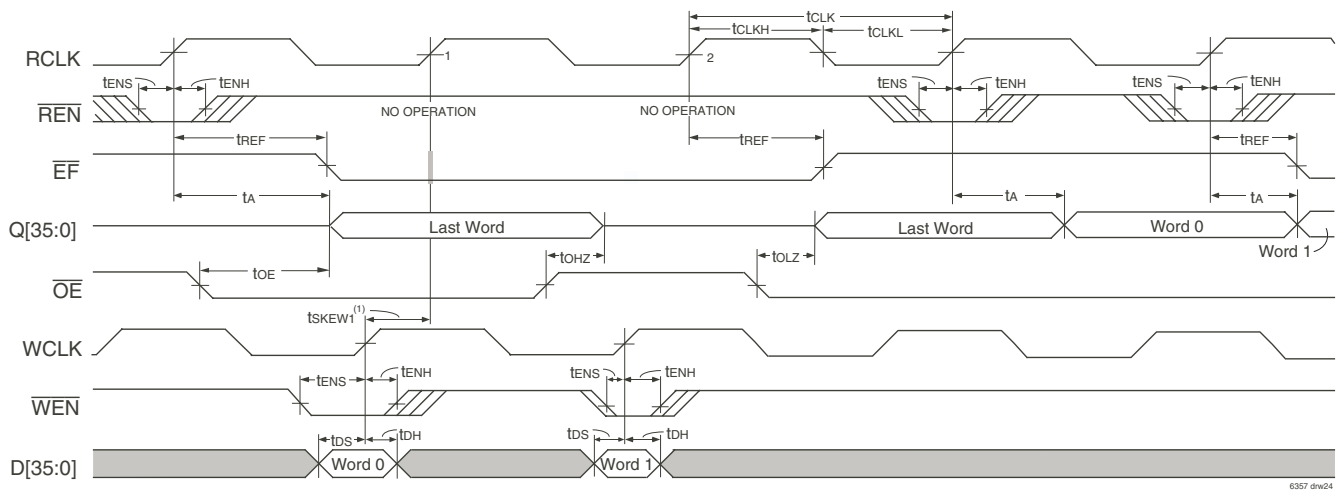 tCLK
tCLKH tCLKL
RCLK 1 2
tENS tENH tENS tENH tENS tENH
REN NO OPERATION NO OPERATION
tREF tREF tREF
EF
tA tA tA
Q[35:0] Last Word Last Word Word 0 Word 1
tOE tOHZ tOLZ
OE
tSKEW1(1)
WCLK
tENS tENH tENS tENH
WEN
tDS tDH tDS tDH
D[35:0] Word 0 Word 1
6357 drw24